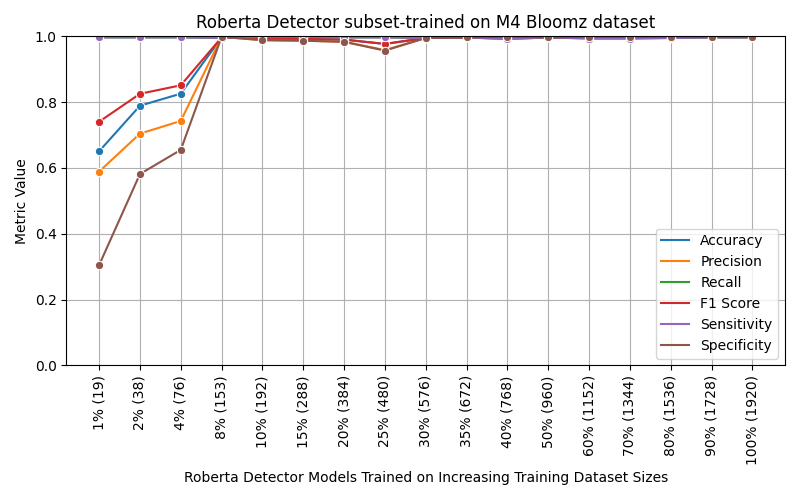 Roberta Detector subset-trained on M4 Bloomz dataset
Metric Value
1.0
0.8
0.6
0.4
0.2
0.0
Accuracy
Precision
Recall
F1 Score
Sensitivity
Specificity
1% (19)
2% (38)
4% (76)
8% (153)
10% (192)
15% (288)
20% (384)
25% (480)
30% (576)
35% (672)
40% (768)
50% (960)
60% (1152)
70% (1344)
80% (1536)
90% (1728)
100% (1920)
Roberta Detector Models Trained on Increasing Training Dataset Sizes